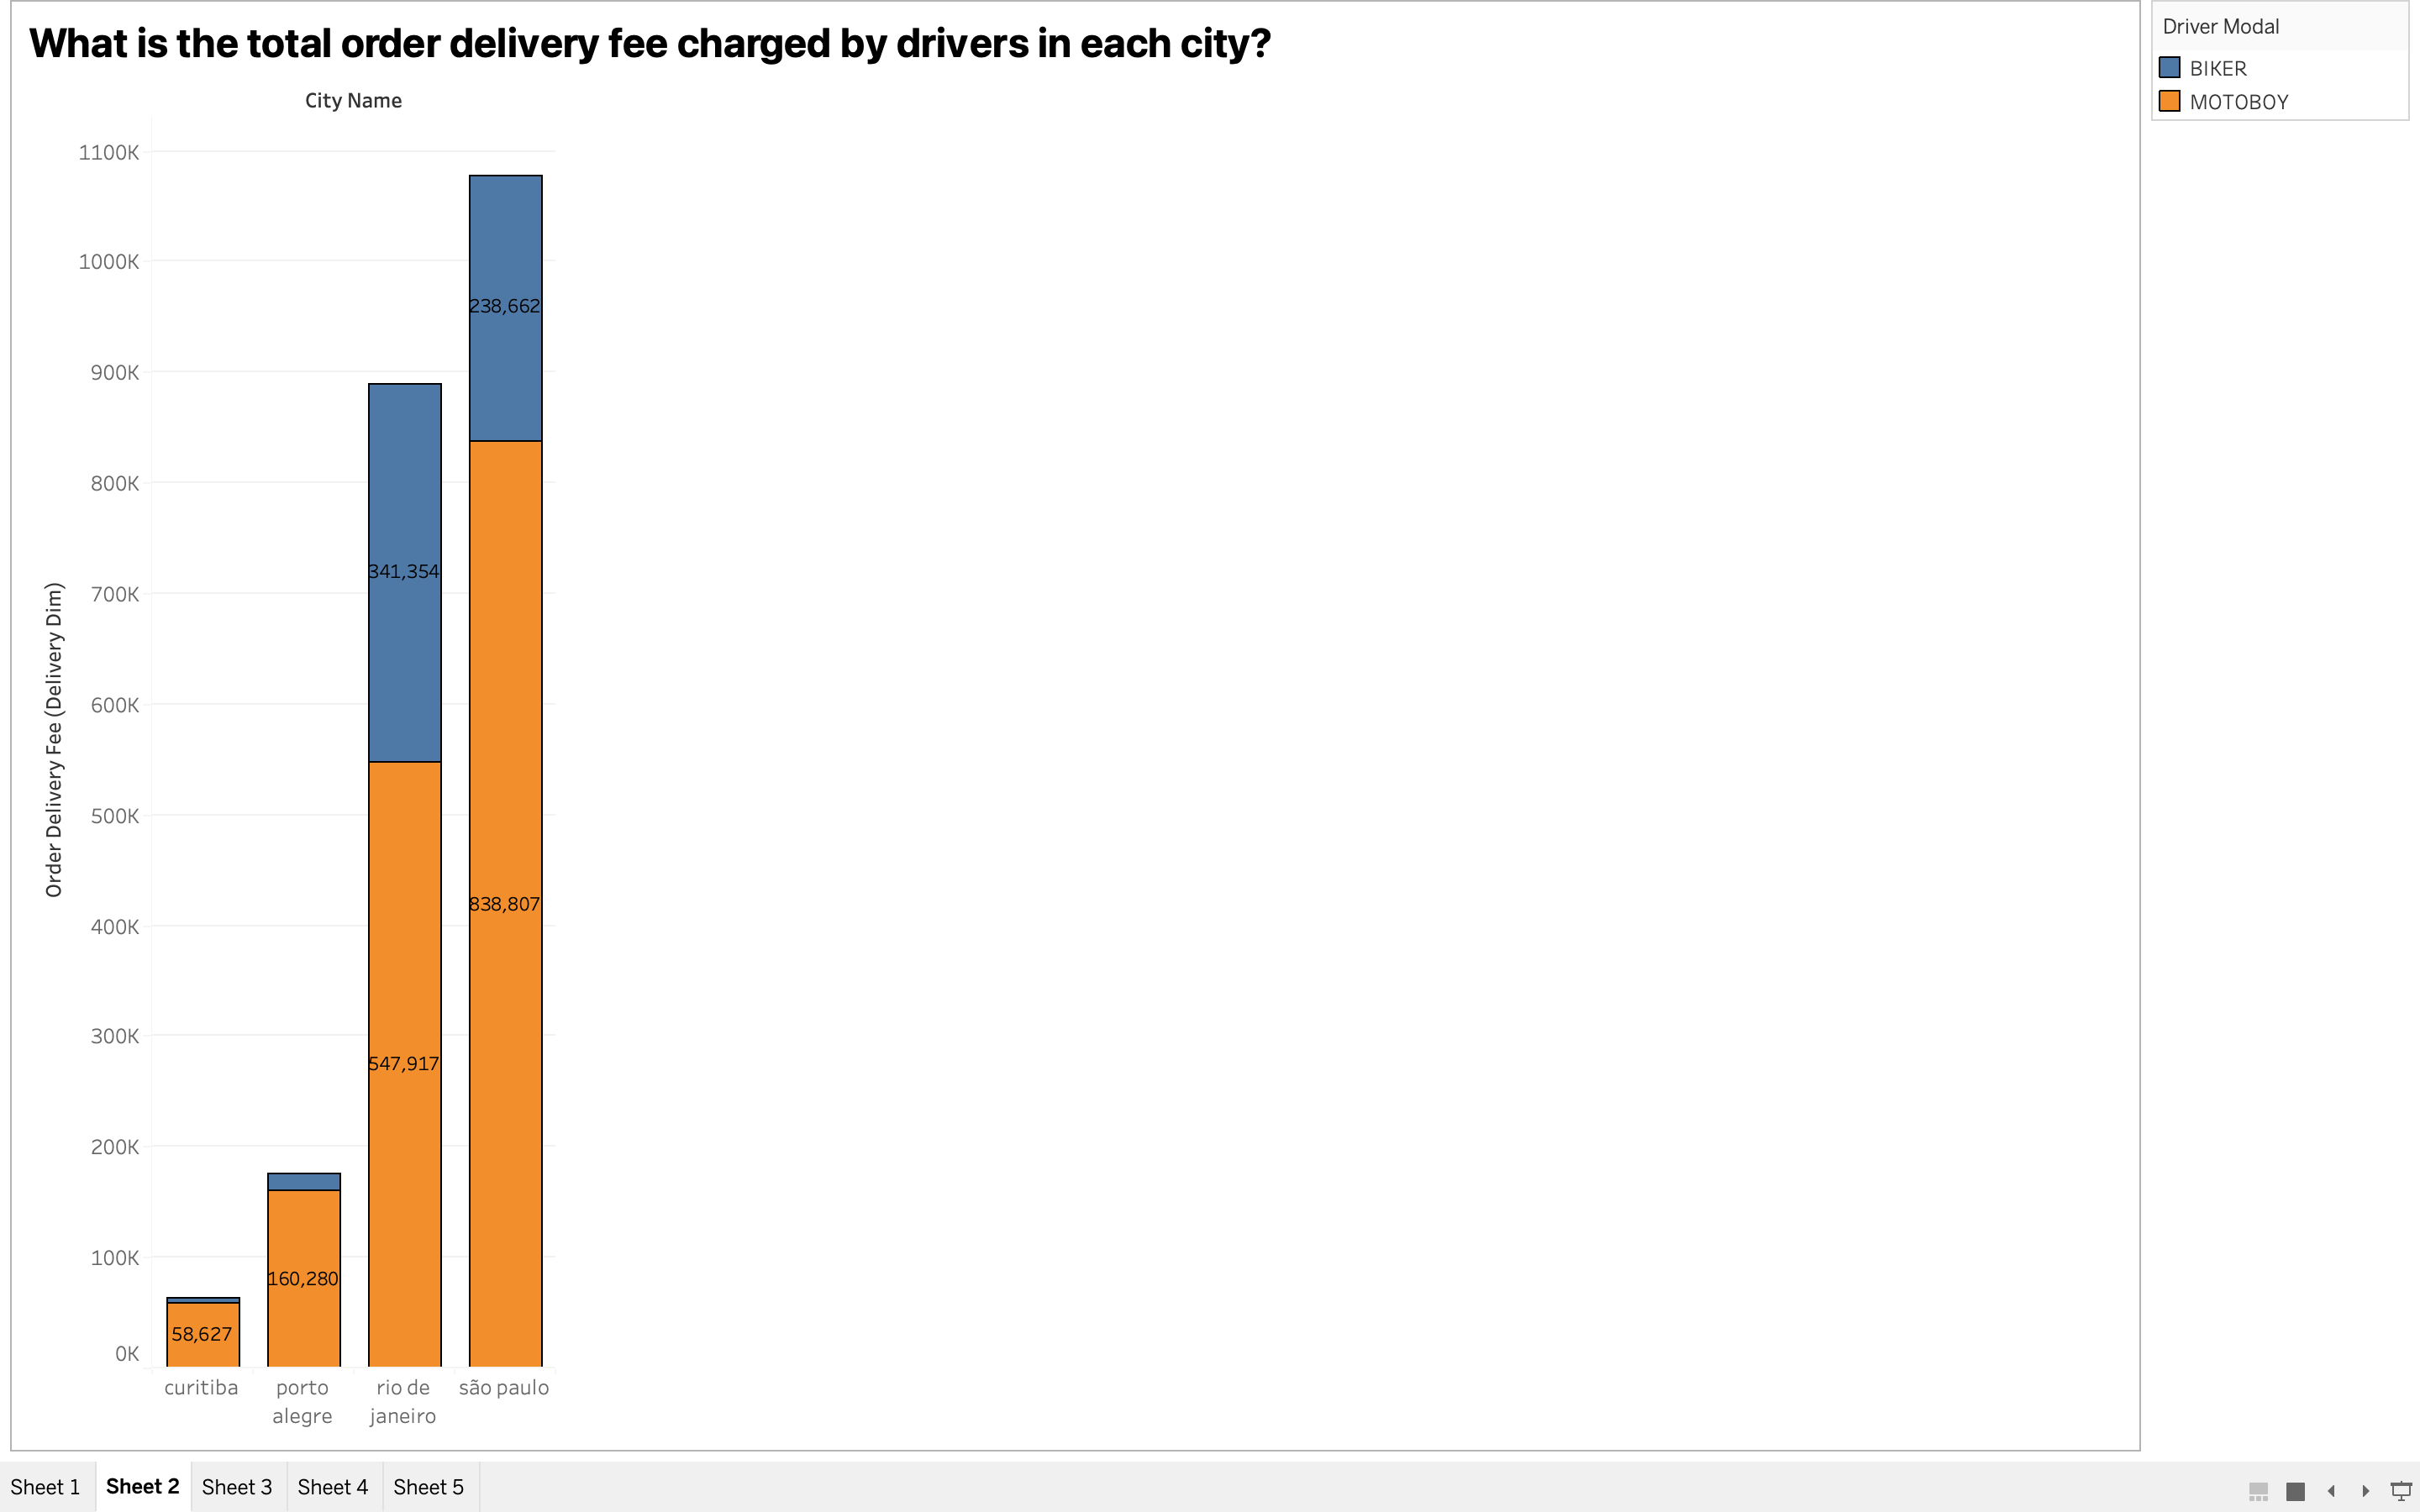 What is the total order delivery fee charged by drivers in each city?
City Name
Order Delivery Fee (Delivery Dim)
1100K
1000K
900K
800K
700K
600K
500K
400K
300K
200K
100K
0K
238,662
341,354
838,807
547,917
160,280
58,627
curitiba
porto
alegre
rio de
janeiro
são paulo
Driver Modal
BIKER
MOTOBOY
Sheet 1
Sheet 2
Sheet 3
Sheet 4
Sheet 5